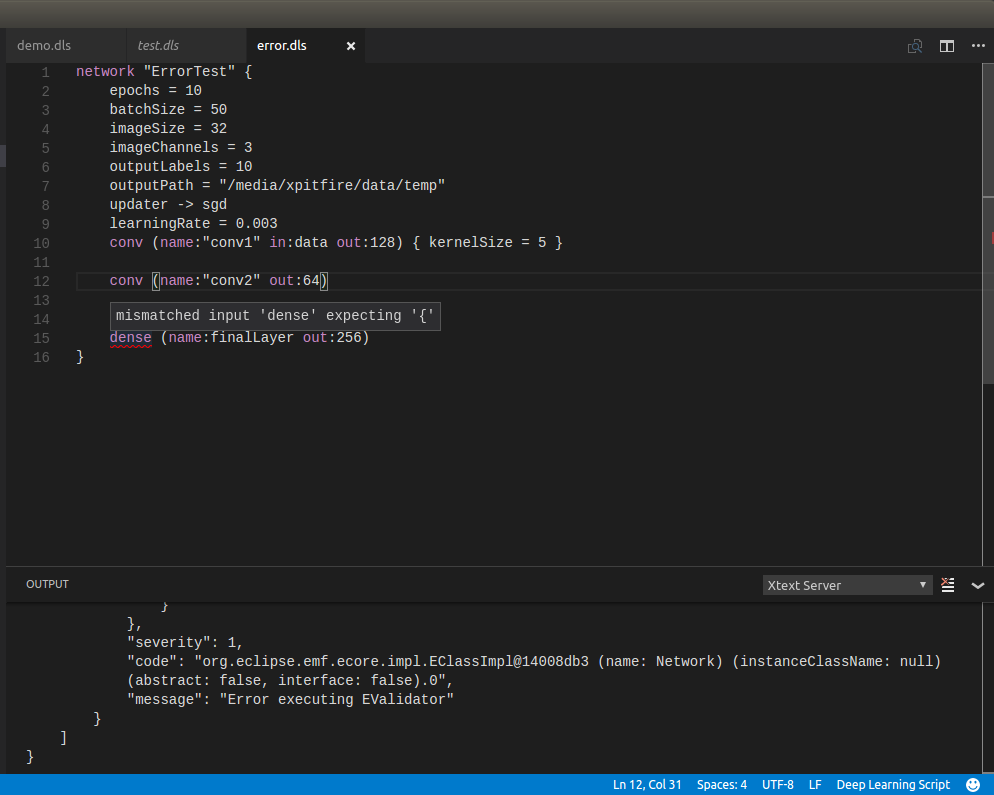 demo.dls test.dls error.dls ×
1 network "ErrorTest" {
2 epochs = 10
3 batchSize = 50
4 imageSize = 32
5 imageChannels = 3
6 outputLabels = 10
7 outputPath = "/media/xpitfire/data/temp"
8 updater -> sgd
9 learningRate = 0.003
10 conv (name:"conv1" in:data out:128) { kernelSize = 5 }
11
12 conv (name:"conv2" out:64)
13
14 mismatched input 'dense' expecting '{'
15 dense (name:finalLayer out:256)
16 }
OUTPUT Xtext Server
}
},
"severity": 1,
"code": "org.eclipse.emf.ecore.impl.EClassImpl@14008db3 (name: Network) (instanceClassName: null)
(abstract: false, interface: false).0",
"message": "Error executing EValidator"
}
]
}
Ln 12, Col 31 Spaces: 4 UTF-8 LF Deep Learning Script